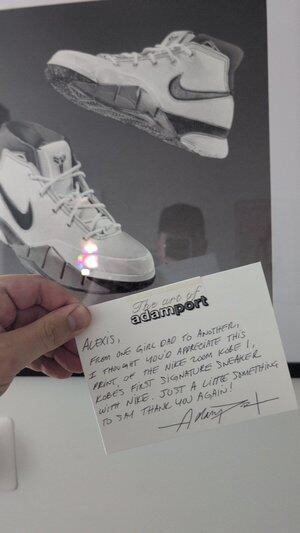 The art of
adamport
ALEXIS,
FROM ONE GIRL DAD TO ANOTHER,
I THOUGHT YOU'D APPRECIATE THIS
PRINT OF THE NIKE ZOOM KOBE 1,
KOBE'S FIRST SIGNATURE SNEAKER
WITH NIKE. JUST A LITTLE SOMETHING
TO SAY THANK YOU AGAIN!